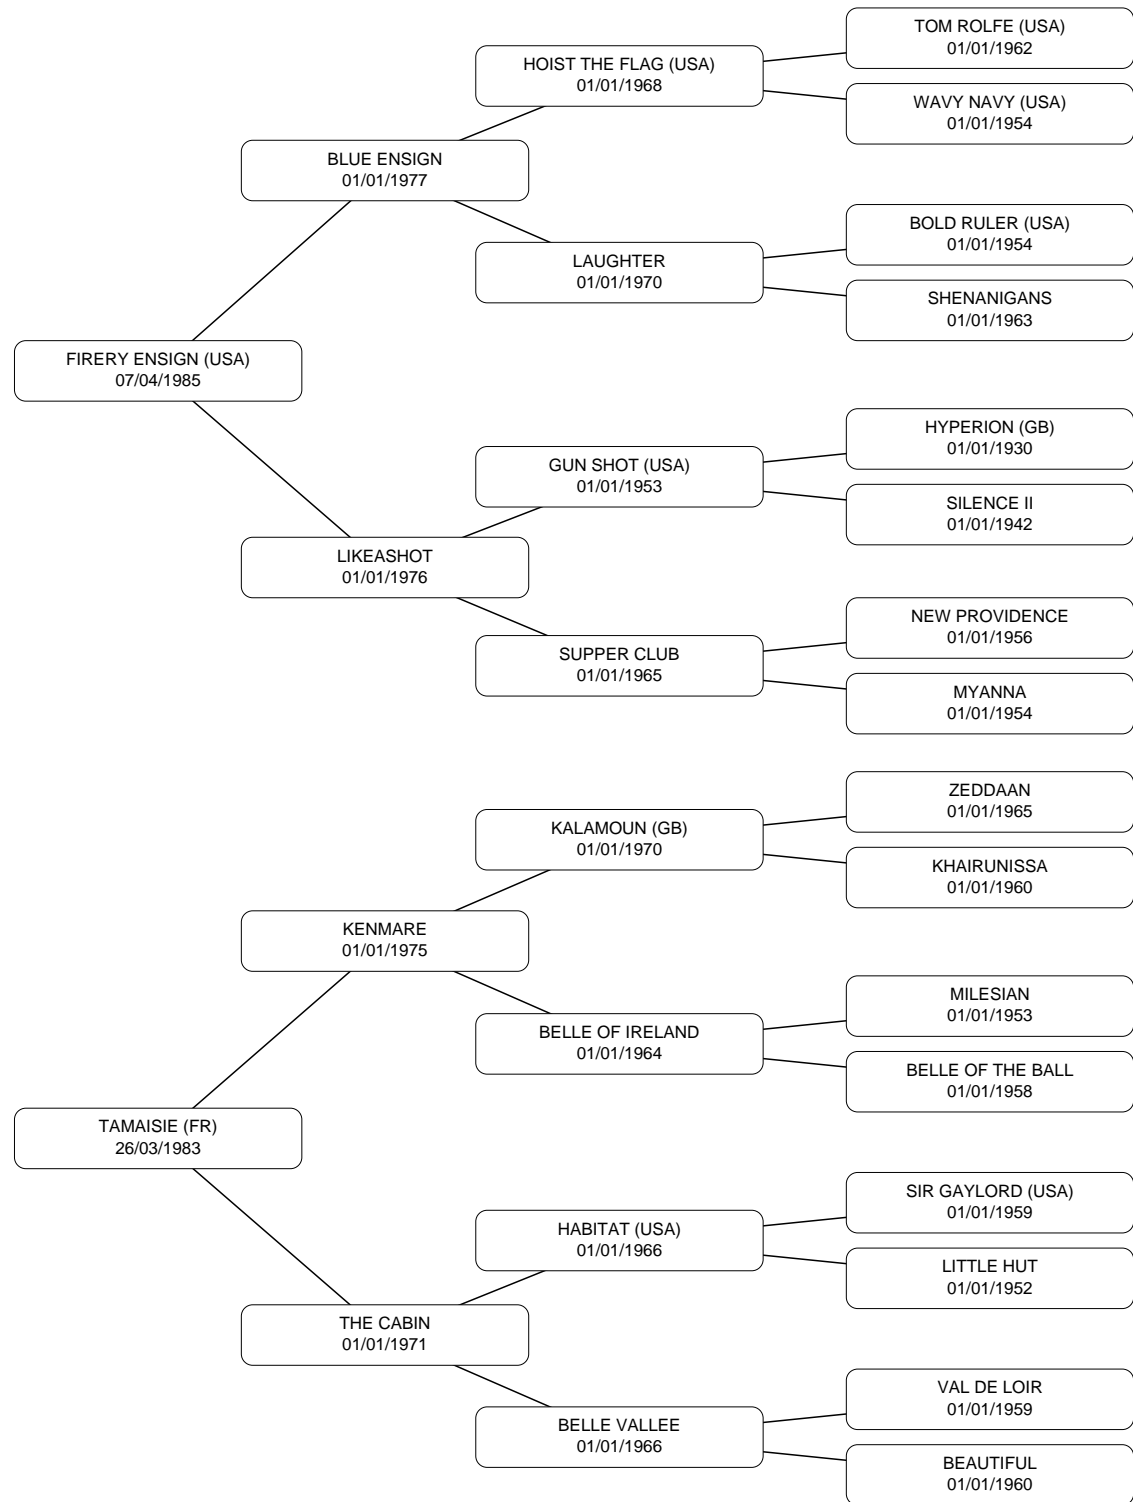 TOM ROLFE (USA)
01/01/1962
HOIST THE FLAG (USA)
01/01/1968
WAVY NAVY (USA)
01/01/1954
BLUE ENSIGN
01/01/1977
BOLD RULER (USA)
01/01/1954
LAUGHTER
01/01/1970
SHENANIGANS
01/01/1963
FIRERY ENSIGN (USA)
07/04/1985
HYPERION (GB)
01/01/1930
GUN SHOT (USA)
01/01/1953
SILENCE II
01/01/1942
LIKEASHOT
01/01/1976
NEW PROVIDENCE
01/01/1956
SUPPER CLUB
01/01/1965
MYANNA
01/01/1954
ZEDDAAN
01/01/1965
KALAMOUN (GB)
01/01/1970
KHAIRUNISSA
01/01/1960
KENMARE
01/01/1975
MILESIAN
01/01/1953
BELLE OF IRELAND
01/01/1964
BELLE OF THE BALL
01/01/1958
TAMAISIE (FR)
26/03/1983
SIR GAYLORD (USA)
01/01/1959
HABITAT (USA)
01/01/1966
LITTLE HUT
01/01/1952
THE CABIN
01/01/1971
VAL DE LOIR
01/01/1959
BELLE VALLEE
01/01/1966
BEAUTIFUL
01/01/1960